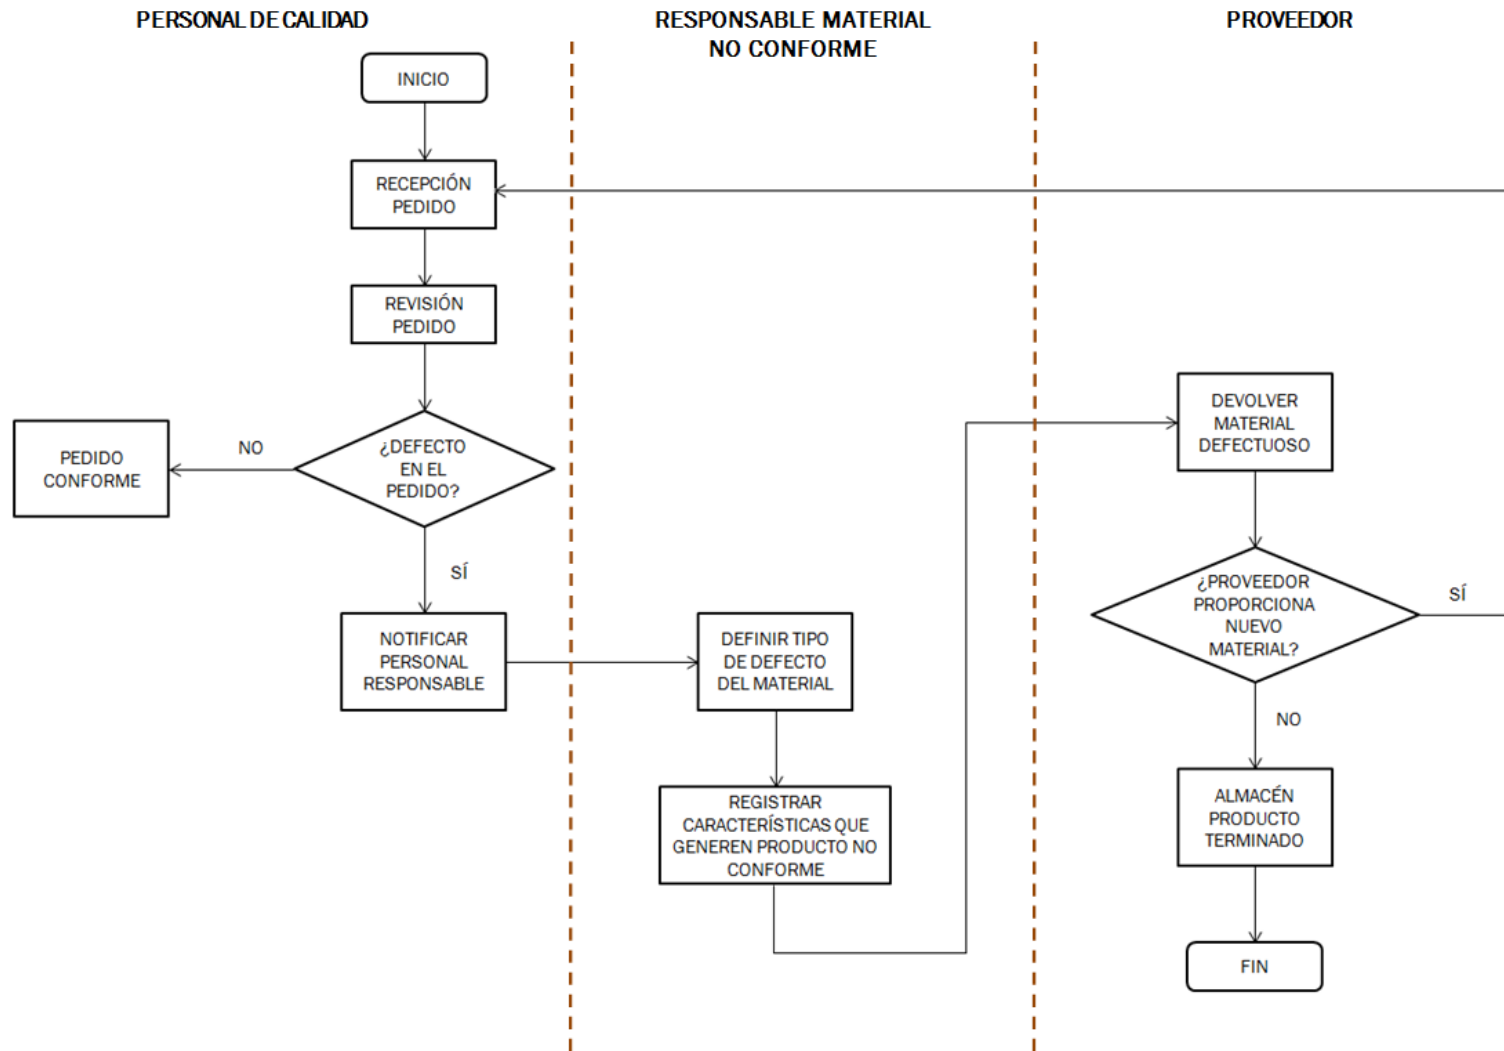 PERSONAL DE CALIDAD
RESPONSABLE MATERIAL
NO CONFORME
PROVEEDOR
INICIO
RECEPCIÓN
PEDIDO
REVISIÓN
PEDIDO
¿DEFECTO
EN EL
PEDIDO?
NO
PEDIDO
CONFORME
SÍ
NOTIFICAR
PERSONAL
RESPONSABLE
DEFINIR TIPO
DE DEFECTO
DEL MATERIAL
REGISTRAR
CARACTERÍSTICAS QUE
GENEREN PRODUCTO NO
CONFORME
DEVOLVER
MATERIAL
DEFECTUOSO
¿PROVEEDOR
PROPORCIONA
NUEVO
MATERIAL?
SÍ
NO
ALMACÉN
PRODUCTO
TERMINADO
FIN